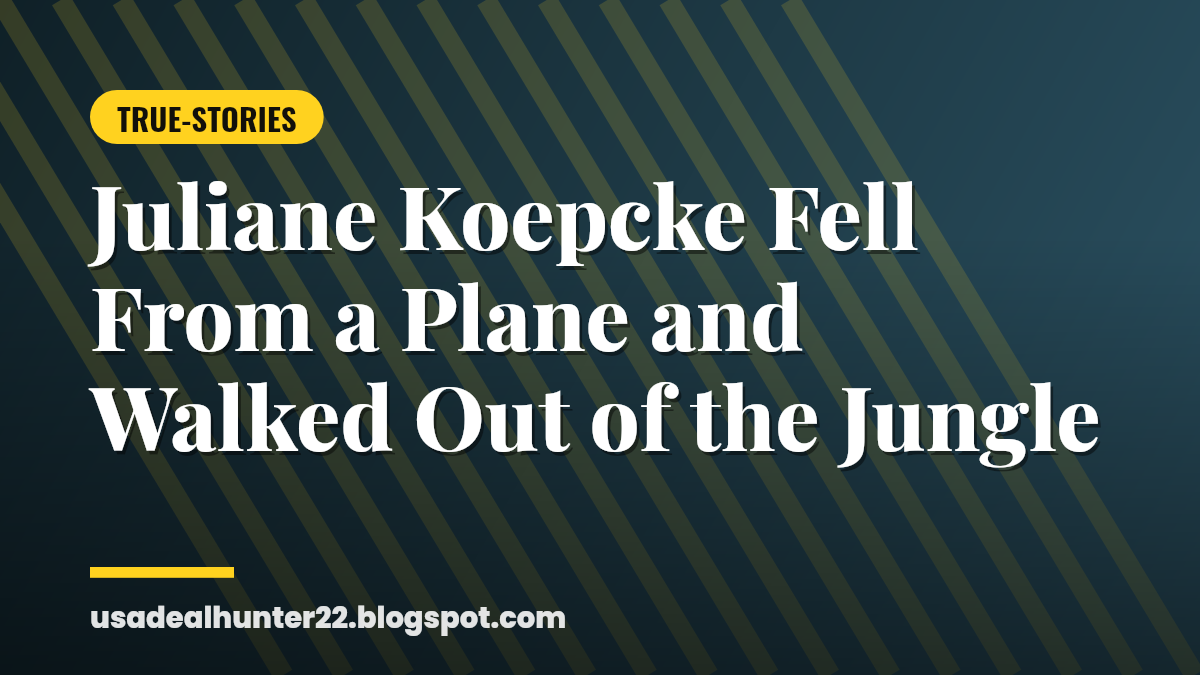 TRUE-STORIES
Juliane Koepcke Fell
From a Plane and
Walked Out of the Jungle
usadealhunter22.blogspot.com